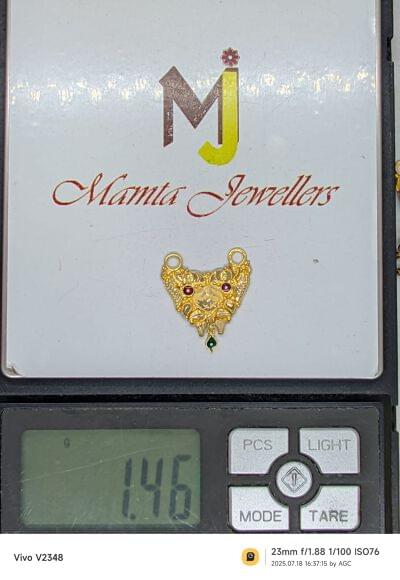 MJ
Mamta Jewellers
g
1.46
PCS
LIGHT
MODE
TARE
Vivo V2348
23mm f/1.88 1/100 ISO76
2025.07.18 16:37:15 by AGC